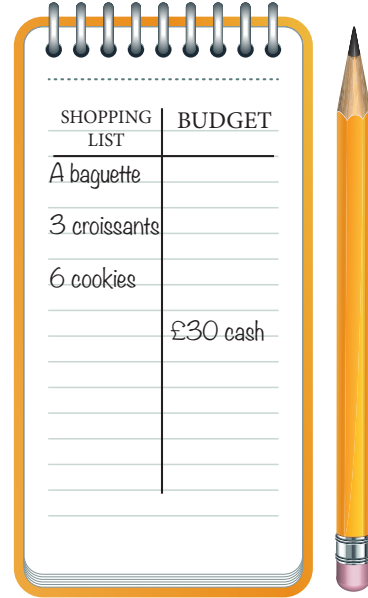 SHOPPING
LIST
BUDGET
A baguette
3 croissants
6 cookies
£30 cash